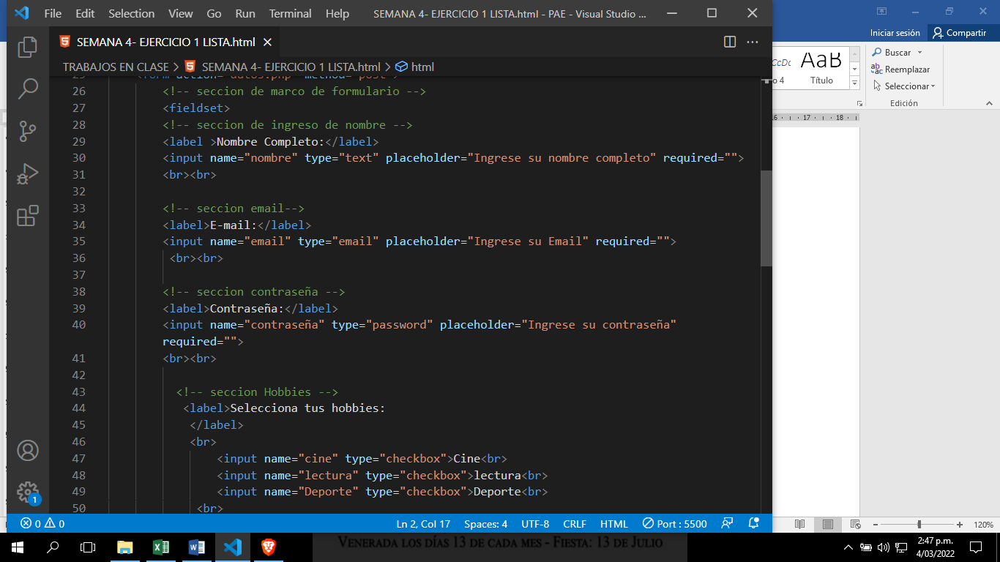 File Edit Selection View Go Run Terminal Help SEMANA 4- EJERCICIO 1 LISTA.html - PAE - Visual Studio ...
SEMANA 4- EJERCICIO 1 LISTA.html
TRABAJOS EN CLASE > SEMANA 4- EJERCICIO 1 LISTA.html > html
25 <form action="datos.php" method="post">
26 <!-- seccion de marco de formulario -->
27 <fieldset>
28 <!-- seccion de ingreso de nombre -->
29 <label >Nombre Completo:</label>
30 <input name="nombre" type="text" placeholder="Ingrese su nombre completo" required="">
31 <br><br>
32
33 <!-- seccion email-->
34 <label>E-mail:</label>
35 <input name="email" type="email" placeholder="Ingrese su Email" required="">
36 <br><br>
37
38 <!-- seccion contraseña -->
39 <label>Contraseña:</label>
40 <input name="contraseña" type="password" placeholder="Ingrese su contraseña"
required="">
41 <br><br>
42
43 <!-- seccion Hobbies -->
44 <label>Selecciona tus hobbies:
45 </label>
46 <br>
47 <input name="cine" type="checkbox">Cine<br>
48 <input name="lectura" type="checkbox">lectura<br>
49 <input name="Deporte" type="checkbox">Deporte<br>
50 <br>
1
0 0 Ln 2, Col 17 Spaces: 4 UTF-8 CRLF HTML Port : 5500
Iniciar sesión Compartir
CcDc AaB
o 4 Título
Buscar
Reemplazar
Seleccionar
Edición
16 17 18
120%
VENERADA LOS DÍAS 13 DE CADA MES - FIESTA: 13 DE JULIO
2:47 p.m.
4/03/2022